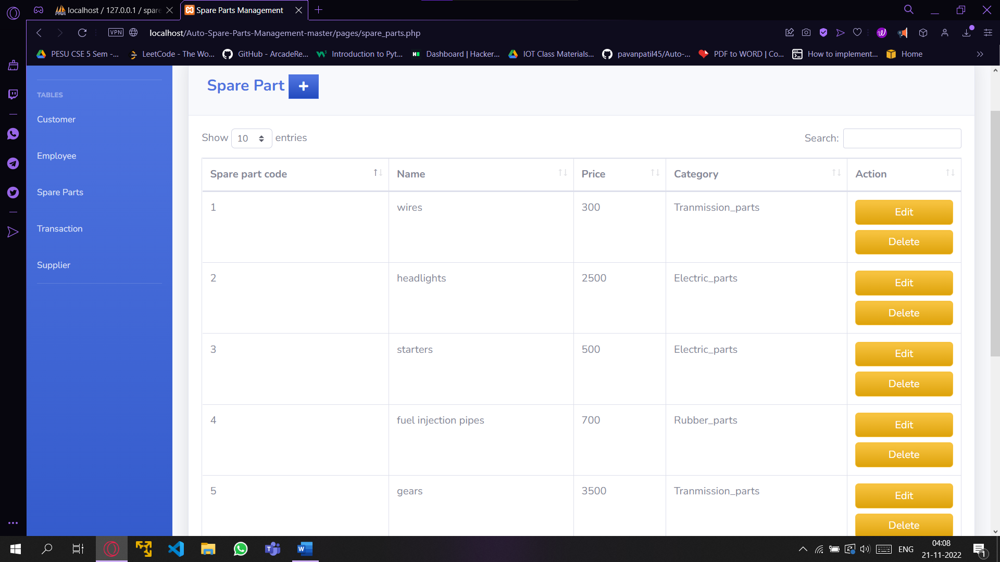 localhost / 127.0.0.1 / spare
Spare Parts Management
VPN
localhost/Auto-Spare-Parts-Management-master/pages/spare_parts.php
PESU CSE 5 Sem -...
LeetCode - The Wo...
GitHub - ArcadeRe...
Introduction to Pyt...
Dashboard | Hacker...
IOT Class Materials...
pavanpatil45/Auto-...
PDF to WORD | Co...
How to implement...
Home
TABLES
Customer
Employee
Spare Parts
Transaction
Supplier
Spare Part +
Show 10 entries
Search:
Spare part code Name Price Category Action
1 wires 300 Tranmission_parts Edit
Delete
2 headlights 2500 Electric_parts Edit
Delete
3 starters 500 Electric_parts Edit
Delete
4 fuel injection pipes 700 Rubber_parts Edit
Delete
5 gears 3500 Tranmission_parts Edit
Delete
ENG
04:08
21-11-2022
1